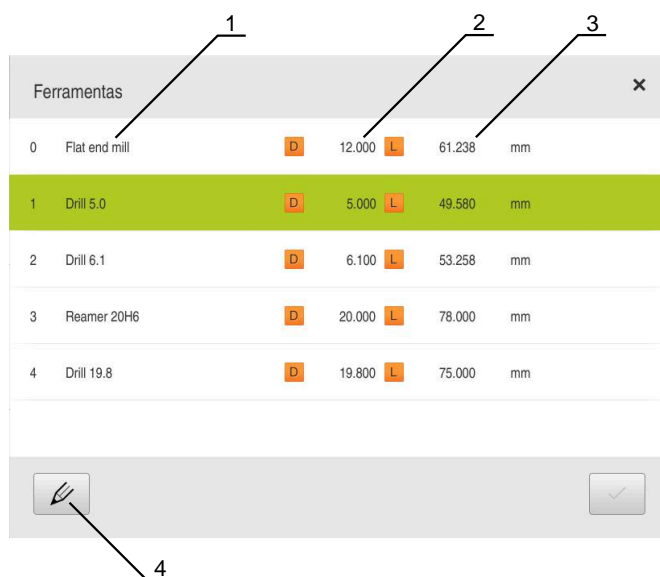 1 2 3
Ferramentas ×
0 Flat end mill D 12.000 L 61.238 mm
1 Drill 5.0 D 5.000 L 49.580 mm
2 Drill 6.1 D 6.100 L 53.258 mm
3 Reamer 20H6 D 20.000 L 78.000 mm
4 Drill 19.8 D 19.800 L 75.000 mm
4